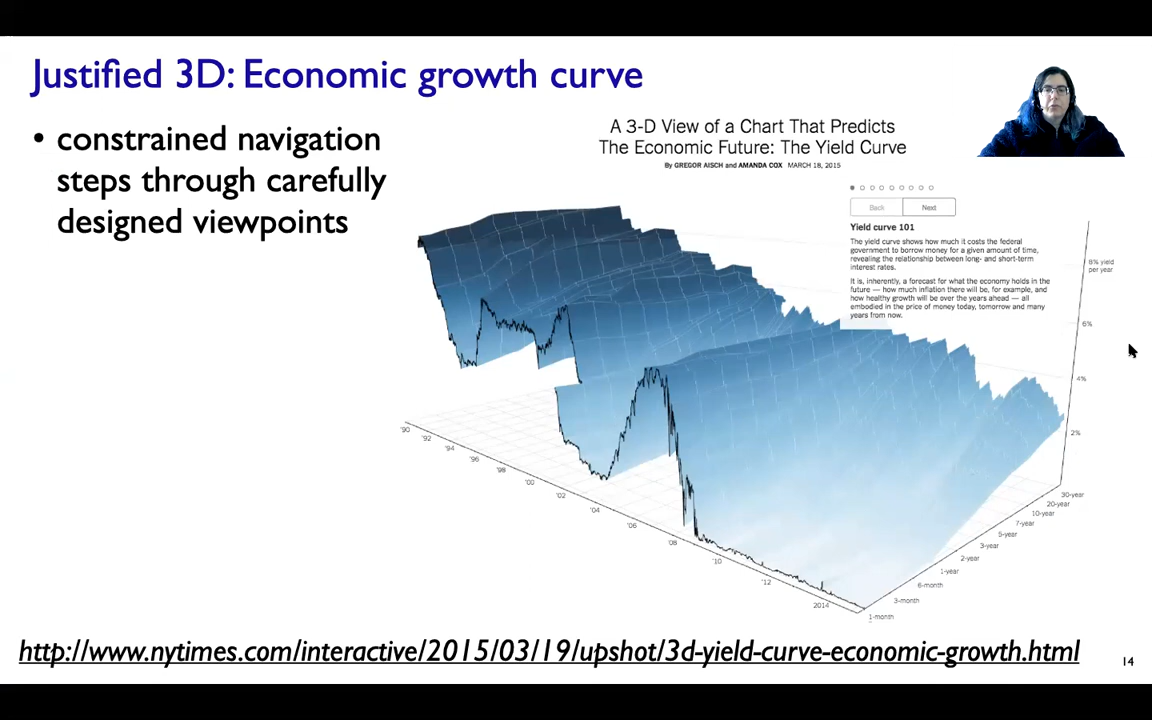 Justified 3D: Economic growth curve
• constrained navigation
steps through carefully
designed viewpoints
A 3-D View of a Chart That Predicts
The Economic Future: The Yield Curve
By GREGOR AISCH and AMANDA COX MARCH 18, 2015
Back Next
Yield curve 101
The yield curve shows how much it costs the federal
government to borrow money for a given amount of time,
revealing the relationship between long- and short-term
interest rates.
It is, inherently, a forecast for what the economy holds in the
future — how much inflation there will be, for example, and
how healthy growth will be over the years ahead — all
embodied in the price of money today, tomorrow and many
years from now.
8% yield
per year
6%
4%
2%
'90
'92
'94
'96
'98
'00
'02
'04
'06
'08
'10
'12
2014
30-year
20-year
10-year
7-year
5-year
3-year
2-year
1-year
6-month
3-month
1-month
http://www.nytimes.com/interactive/2015/03/19/upshot/3d-yield-curve-economic-growth.html
14